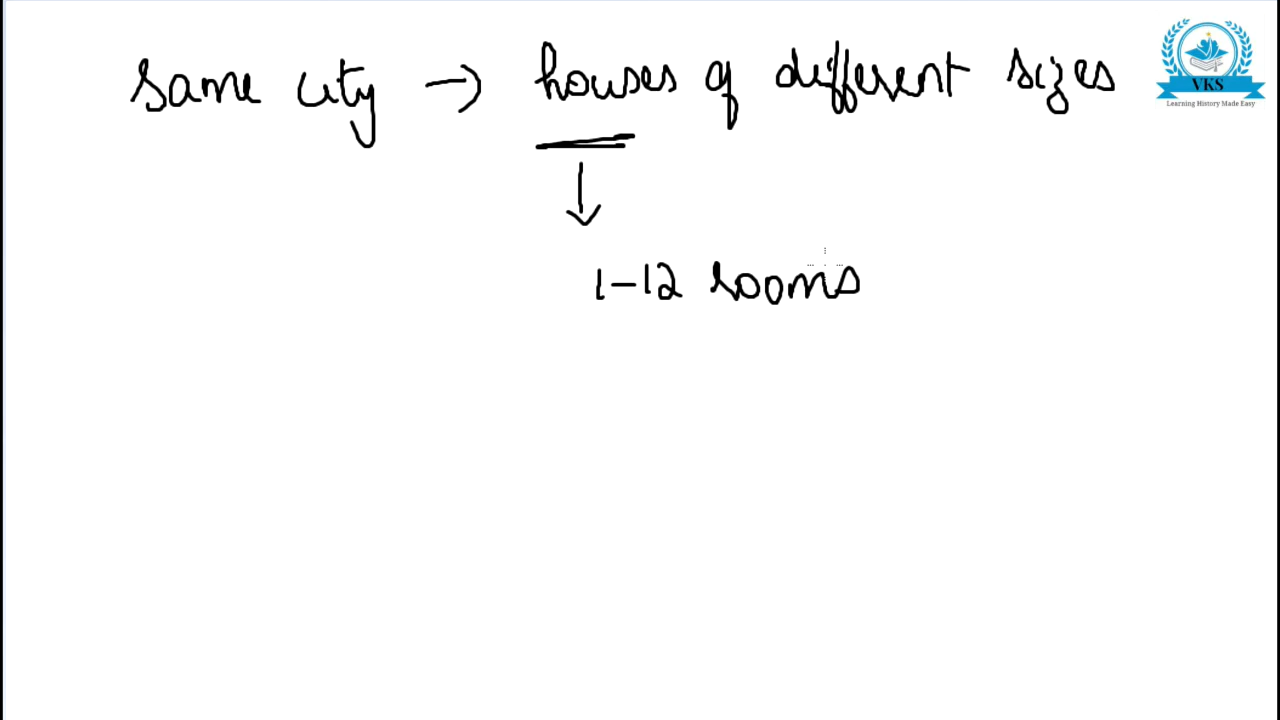 same city → houses of different sizes
VKS
Learning History Made Easy
↓
1-12 rooms